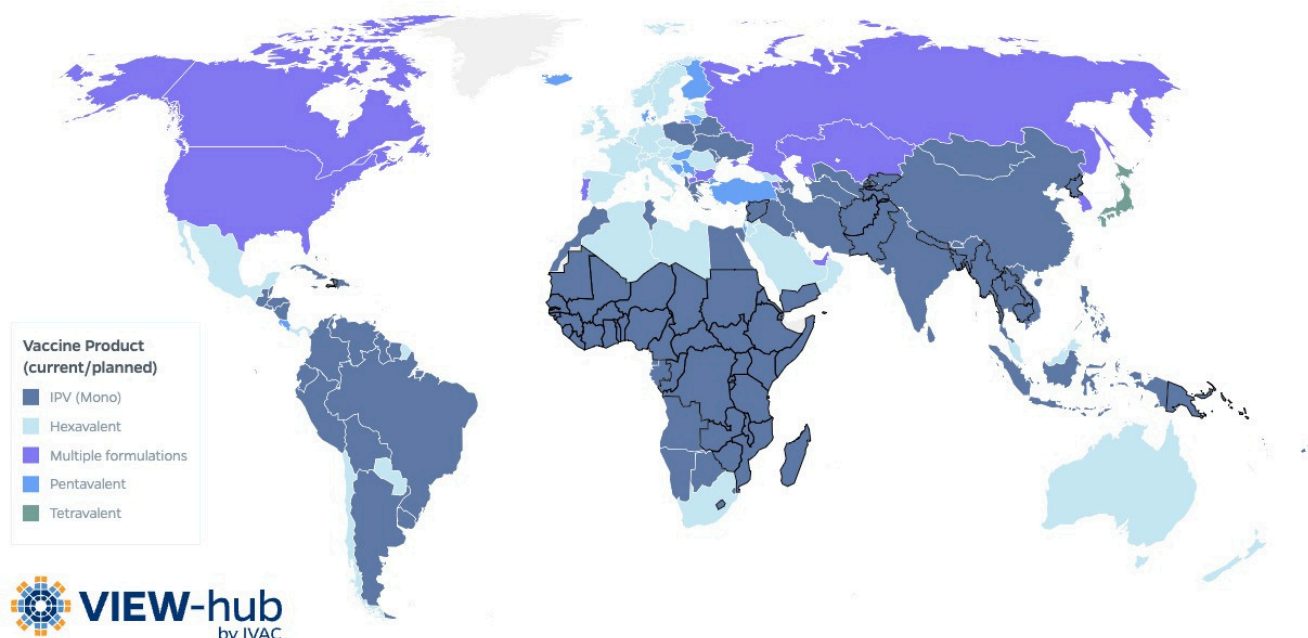 Vaccine Product
(current/planned)
IPV (Mono)
Hexavalent
Multiple formulations
Pentavalent
Tetravalent
VIEW-hub
by IVAC